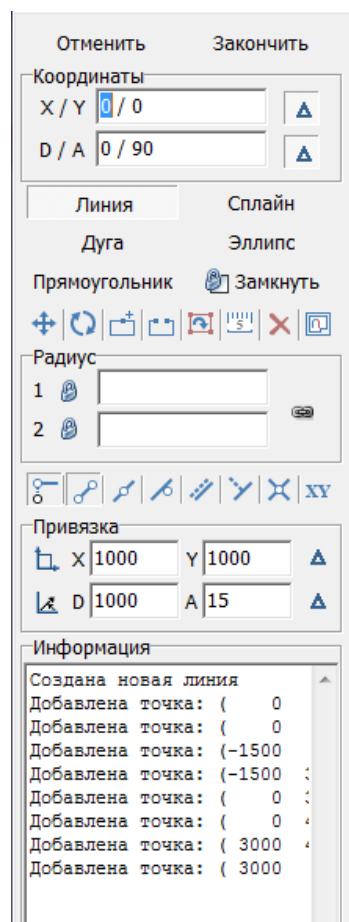 Отменить Закончить
Координаты
X / Y 0 / 0
D / A 0 / 90
Линия Сплайн
Дуга Эллипс
Прямоугольник Замкнуть
5
Радиус
1
2
XY
Привязка
X 1000 Y 1000
D 1000 A 15
Информация
Создана новая линия
Добавлена точка: ( 0
Добавлена точка: ( 0
Добавлена точка: (-1500
Добавлена точка: (-1500
Добавлена точка: ( 0
Добавлена точка: ( 0
Добавлена точка: ( 3000
Добавлена точка: ( 3000